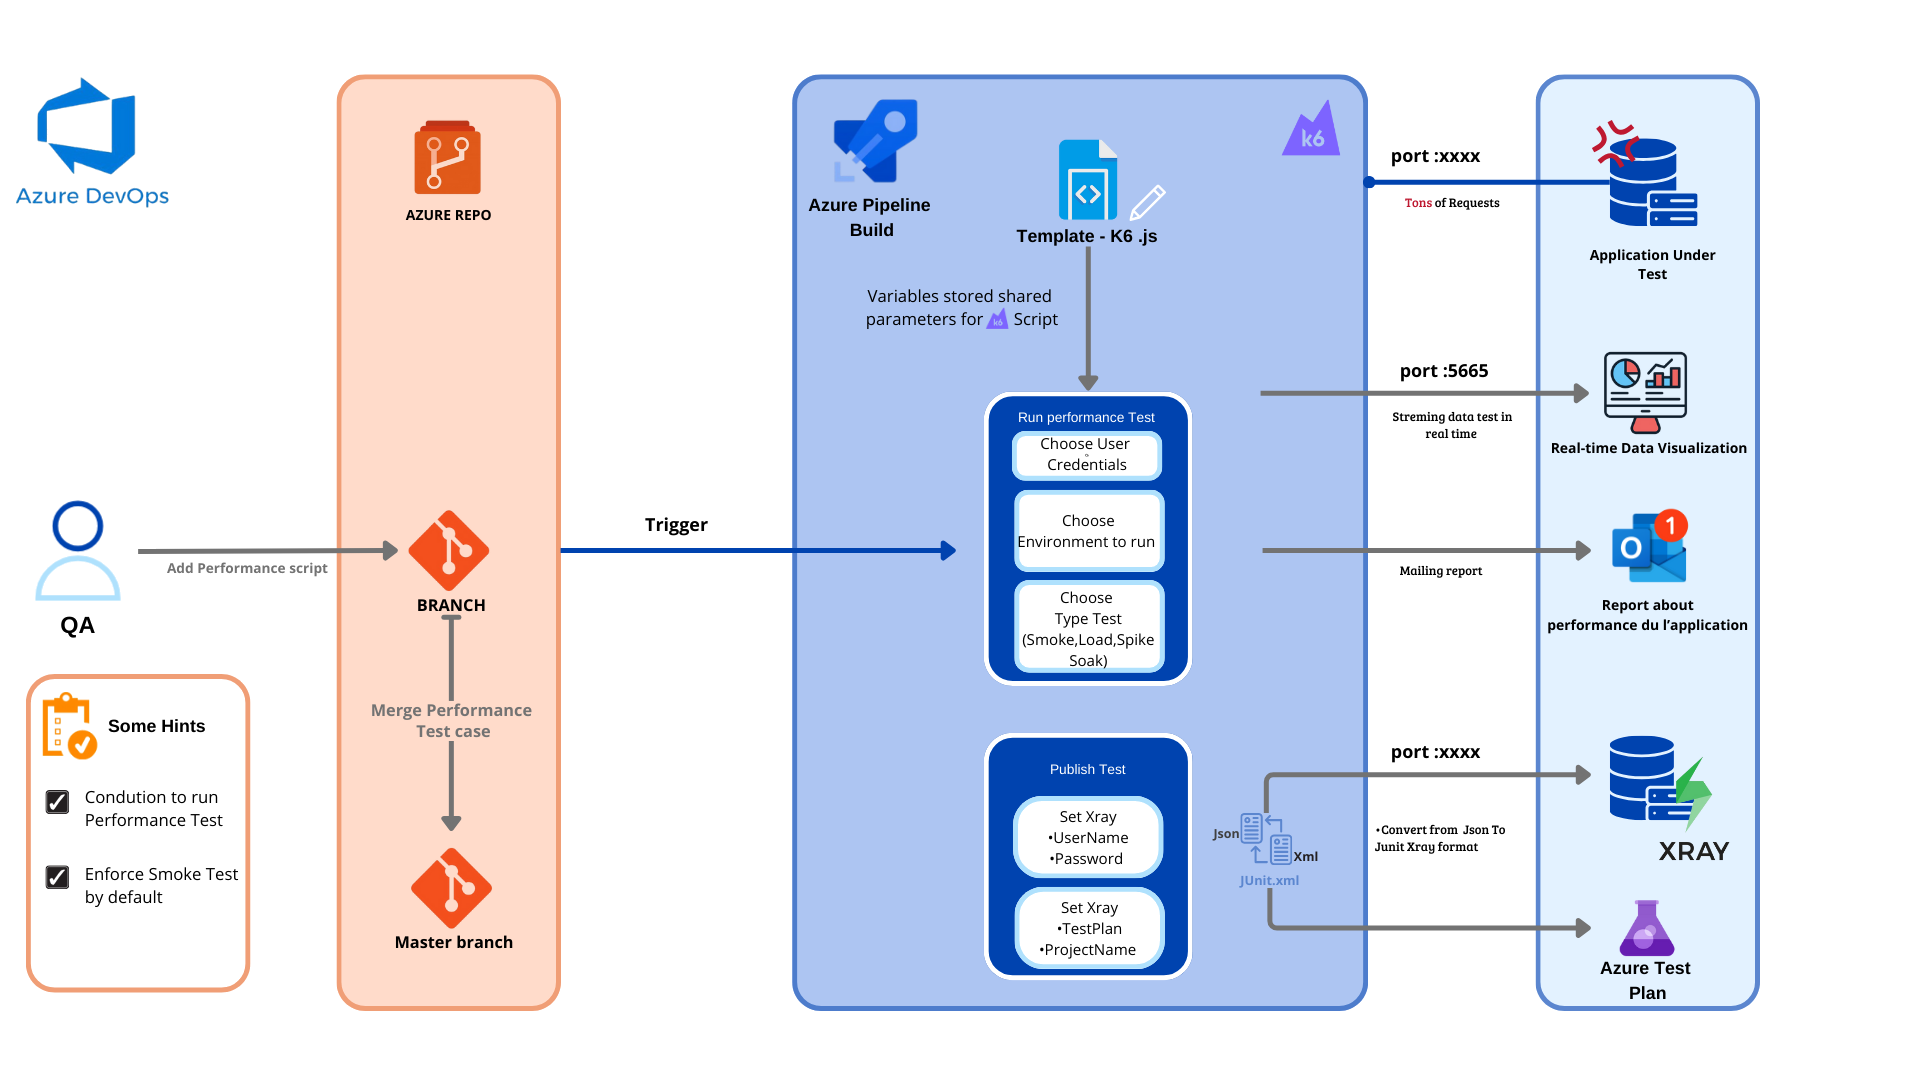 Azure DevOps
QA
Add Performance script
Some Hints
Condution to run
Performance Test
Enforce Smoke Test
by default
AZURE REPO
BRANCH
Merge Performance
Test case
Master branch
Trigger
Azure Pipeline
Build
Template - K6 .js
k6
Variables stored shared
parameters for k6 Script
Run performance Test
Choose User
Credentials
Choose
Environment to run
Choose
Type Test
(Smoke,Load,Spike
Soak)
Publish Test
Set Xray
•UserName
•Password
Set Xray
•TestPlan
•ProjectName
Json
Xml
JUnit.xml
port :xxxx
Tons of Requests
port :5665
Streming data test in
real time
Mailing report
port :xxxx
•Convert from Json To
Junit Xray format
Application Under
Test
Real-time Data Visualization
1
O
Report about
performance du l’application
XRAY
Azure Test
Plan